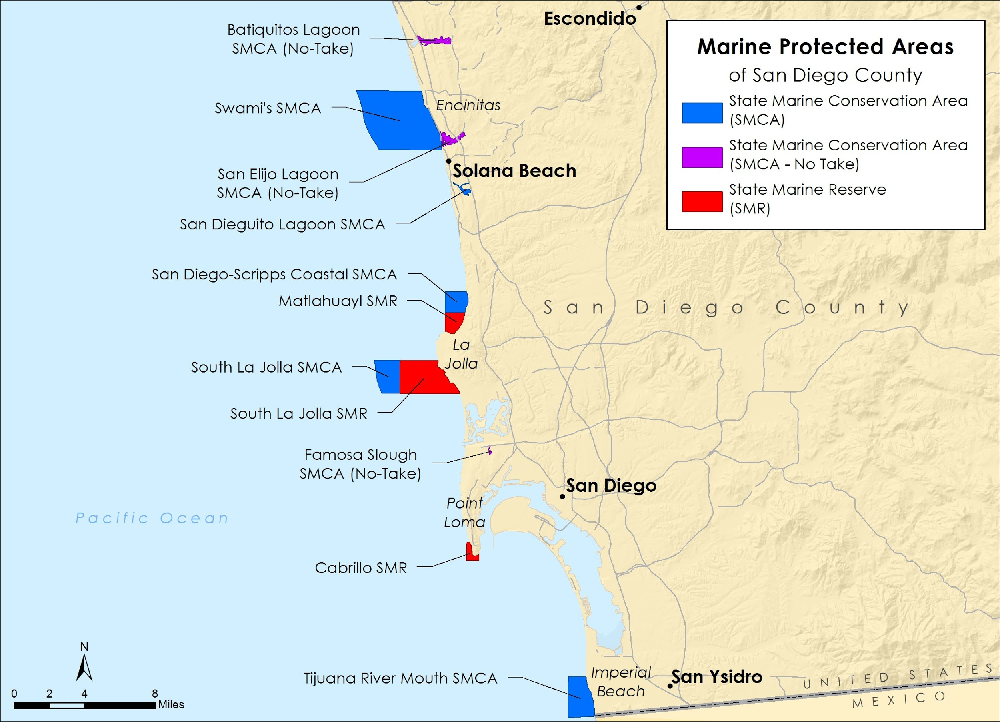 Escondido
Marine Protected Areas
of San Diego County
State Marine Conservation Area
(SMCA)
State Marine Conservation Area
(SMCA - No Take)
State Marine Reserve
(SMR)
Batiquitos Lagoon
SMCA (No-Take)
Swami's SMCA
Encinitas
San Elijo Lagoon
SMCA (No-Take)
Solana Beach
San Dieguito Lagoon SMCA
San Diego-Scripps Coastal SMCA
Matlahuayl SMR
San Diego County
La
Jolla
South La Jolla SMCA
South La Jolla SMR
Famosa Slough
SMCA (No-Take)
San Diego
Point
Loma
Pacific Ocean
Cabrillo SMR
Tijuana River Mouth SMCA
Imperial
Beach
San Ysidro
UNITED STATES
MEXICO
N
0 2 4 8
Miles